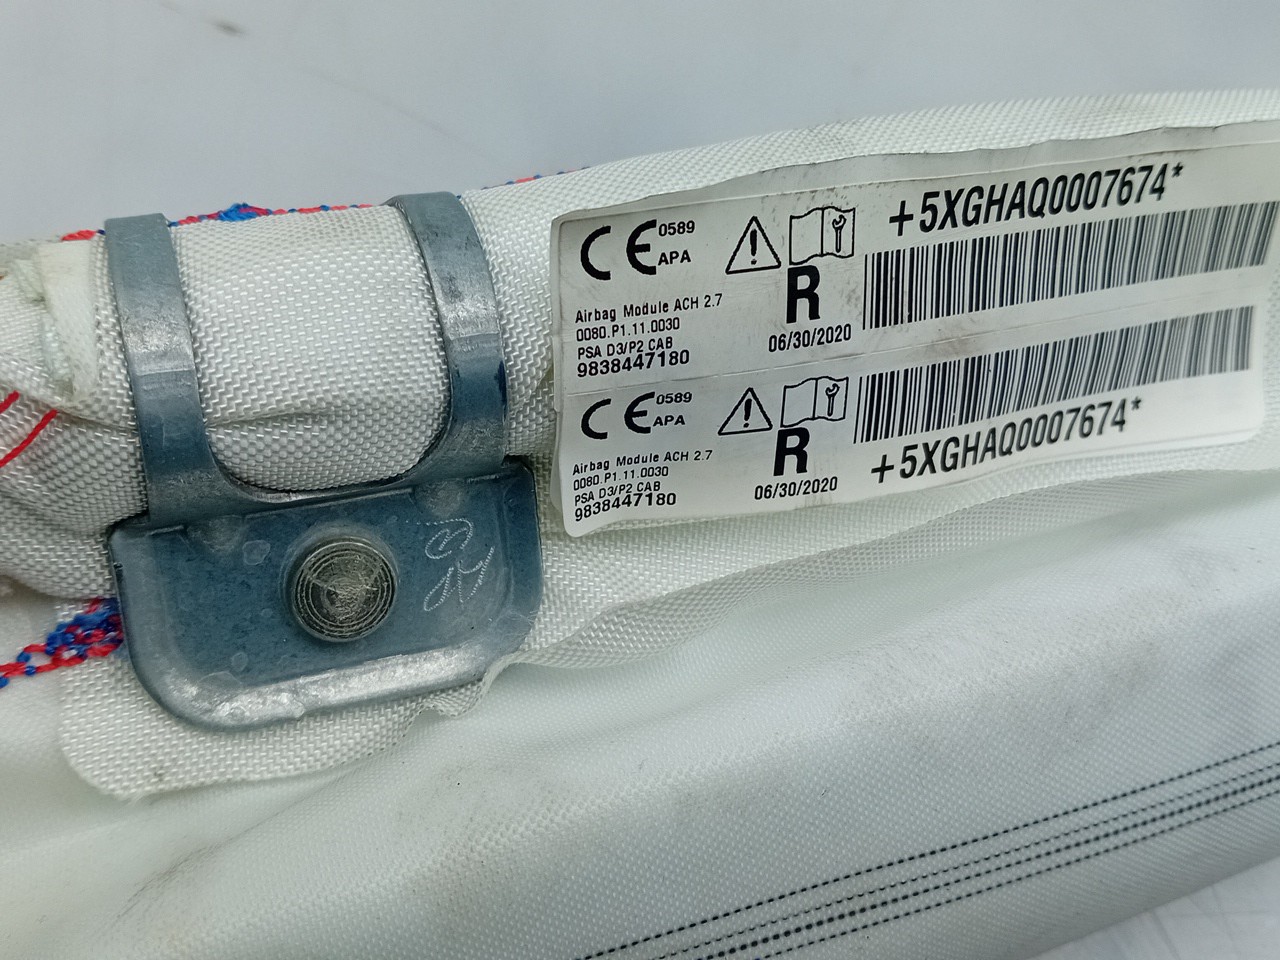 +5XGHAQ0007674*
CE 0589
APA
R
Airbag Module ACH 2.7
0080.P1.11.0030
PSA D3/P2 CAB
9838447180
06/30/2020
CE 0589
APA
R
Airbag Module ACH 2.7
0080.P1.11.0030
PSA D3/P2 CAB
9838447180
06/30/2020
+5XGHAQ0007674*